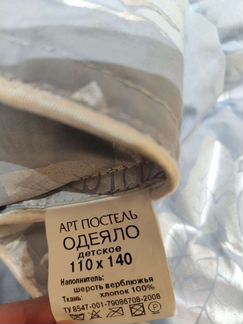 АРТ ПОСТЕЛЬ
ОДЕЯЛО
детское
110 х 140
Наполнитель:
шерсть верблюжья
Ткань: хлопок 100%
ТУ 8547-001-79086708-2008